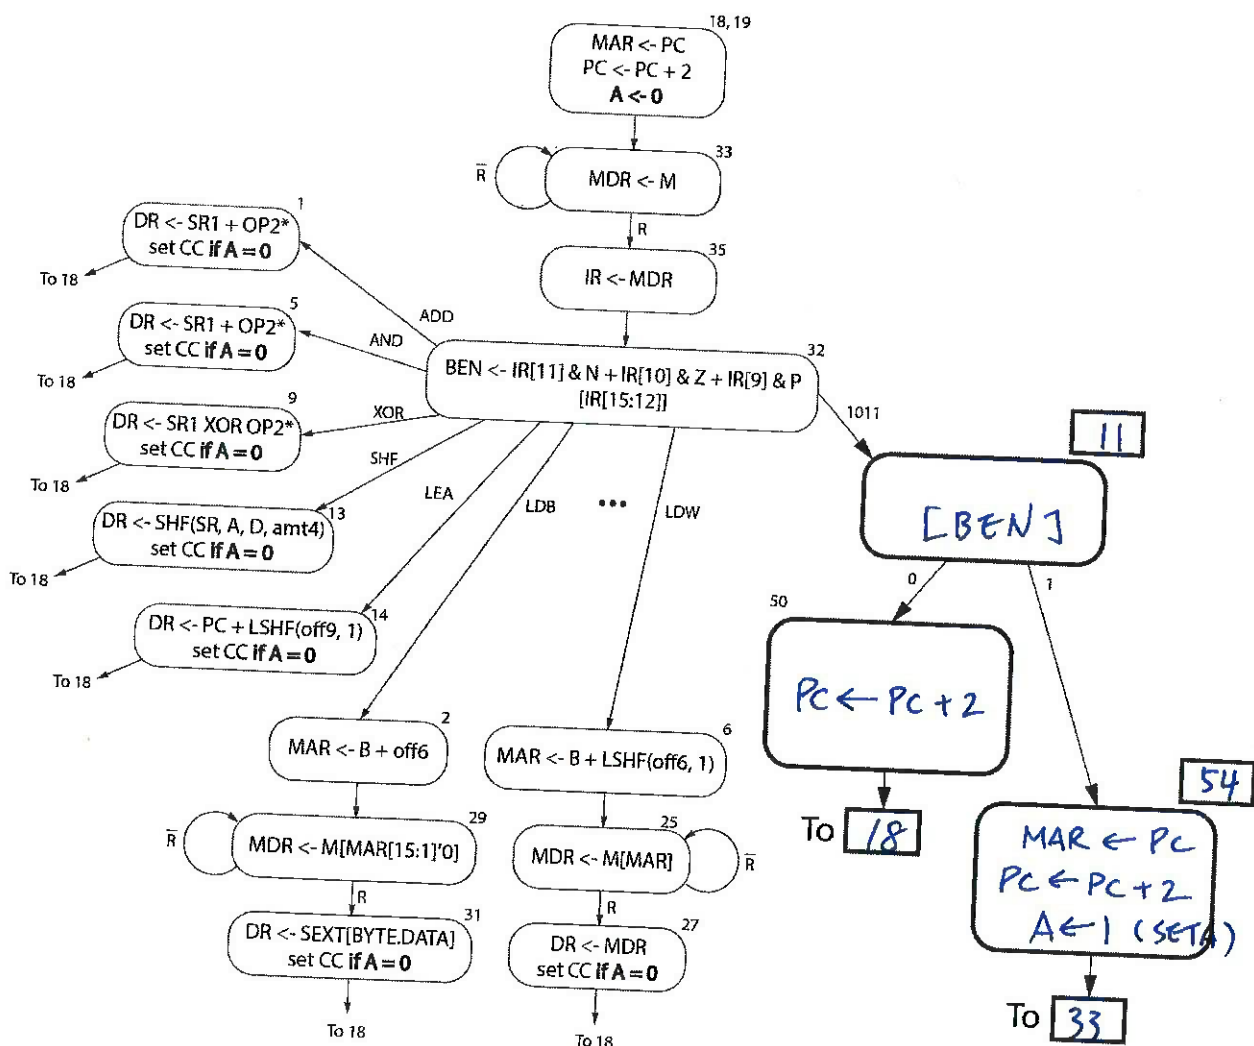 18, 19
MAR <- PC
PC <- PC + 2
A <- 0
33
R̅
MDR <- M
R
35
IR <- MDR
1
DR <- SR1 + OP2*
set CC if A = 0
To 18
ADD
5
DR <- SR1 + OP2*
set CC if A = 0
To 18
AND
32
BEN <- IR[11] & N + IR[10] & Z + IR[9] & P
[IR[15:12]]
9
DR <- SR1 XOR OP2*
set CC if A = 0
To 18
XOR
1011
11
[BEN]
SHF
13
DR <- SHF(SR, A, D, amt4)
set CC if A = 0
To 18
LEA
LDB
•••
LDW
0
1
14
DR <- PC + LSHF(off9, 1)
set CC if A = 0
To 18
50
PC ← PC + 2
To 18
2
MAR <- B + off6
6
MAR <- B + LSHF(off6, 1)
54
MAR ← PC
PC ← PC + 2
A ← 1 (SETA)
To 33
R̅
29
MDR <- M[MAR[15:1]'0]
R
25
MDR <- M[MAR]
R̅
R
31
DR <- SEXT[BYTE.DATA]
set CC if A = 0
To 18
27
DR <- MDR
set CC if A = 0
To 18